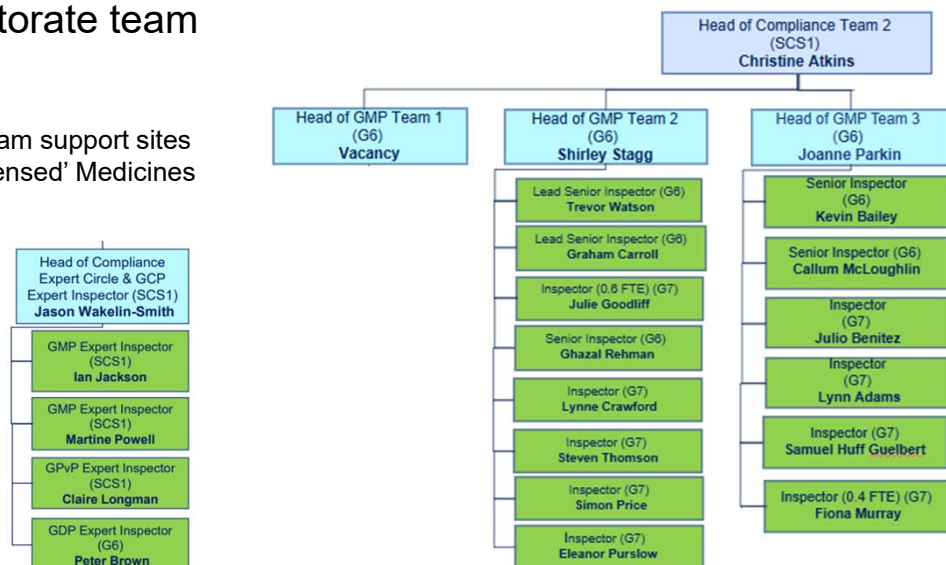 torate team
am support sites
ensed’ Medicines
Head of Compliance
Expert Circle & GCP
Expert Inspector (SCS1)
Jason Wakelin-Smith
GMP Expert Inspector
(SCS1)
Ian Jackson
GMP Expert Inspector
(SCS1)
Martine Powell
GPvP Expert Inspector
(SCS1)
Claire Longman
GDP Expert Inspector
(G6)
Peter Brown
Head of Compliance Team 2
(SCS1)
Christine Atkins
Head of GMP Team 1
(G6)
Vacancy
Head of GMP Team 2
(G6)
Shirley Stagg
Lead Senior Inspector (G6)
Trevor Watson
Lead Senior Inspector (G6)
Graham Carroll
Inspector (0.6 FTE) (G7)
Julie Goodliff
Senior Inspector (G6)
Ghazal Rehman
Inspector (G7)
Lynne Crawford
Inspector (G7)
Steven Thomson
Inspector (G7)
Simon Price
Inspector (G7)
Eleanor Purslow
Head of GMP Team 3
(G6)
Joanne Parkin
Senior Inspector
(G6)
Kevin Bailey
Senior Inspector (G6)
Callum McLoughlin
Inspector
(G7)
Julio Benitez
Inspector
(G7)
Lynn Adams
Inspector (G7)
Samuel Huff Guelbert
Inspector (0.4 FTE) (G7)
Fiona Murray